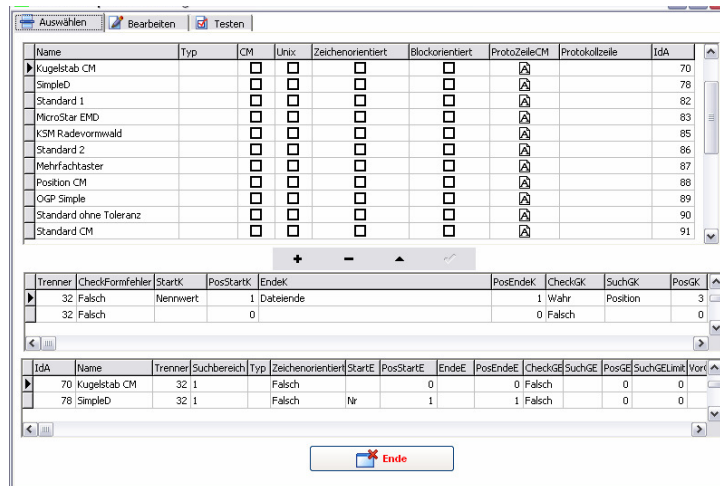 Auswählen Bearbeiten Testen
Name Typ CM Unix Zeichenorientiert Blockorientiert ProtoZeileCM Protokollzeile IdA
Kugelstab CM A 70
SimpleD A 78
Standard 1 A 82
MicroStar EMD A 83
KSM Radevormwald A 85
Standard 2 A 86
Mehrfachtaster A 87
Position CM A 88
OGP Simple A 89
Standard ohne Toleranz A 90
Standard CM A 91
Trenner CheckFormfehler StartK PosStartK EndeK PosEndeK CheckGK SuchGK PosGK
32 Falsch Nennwert 1 Dateiende 1 Wahr Position 3
32 Falsch 0 0 Falsch 0
IdA Name Trenner Suchbereich Typ Zeichenorientiert StartE PosStartE EndeE PosEndeE CheckGE SuchGE PosGE SuchGELimit
70 Kugelstab CM 32 1 Falsch 0 0 Falsch 0 0
78 SimpleD 32 1 Falsch Nr 1 1 Falsch 0 0
Ende